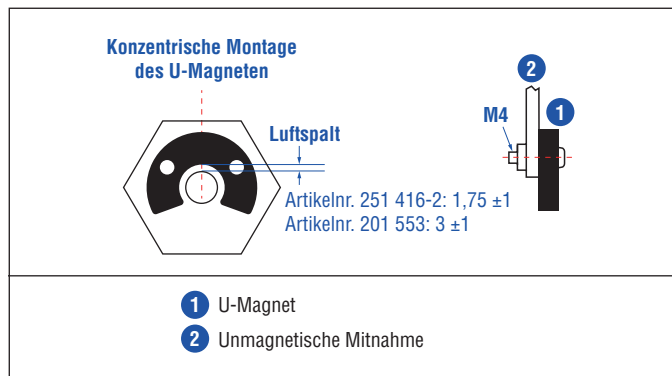 Konzentrische Montage
des U-Magneten
2
1
M4
Luftspalt
Artikelnr. 251 416-2: 1,75 ±1
Artikelnr. 201 553: 3 ±1
1 U-Magnet
2 Unmagnetische Mitnahme